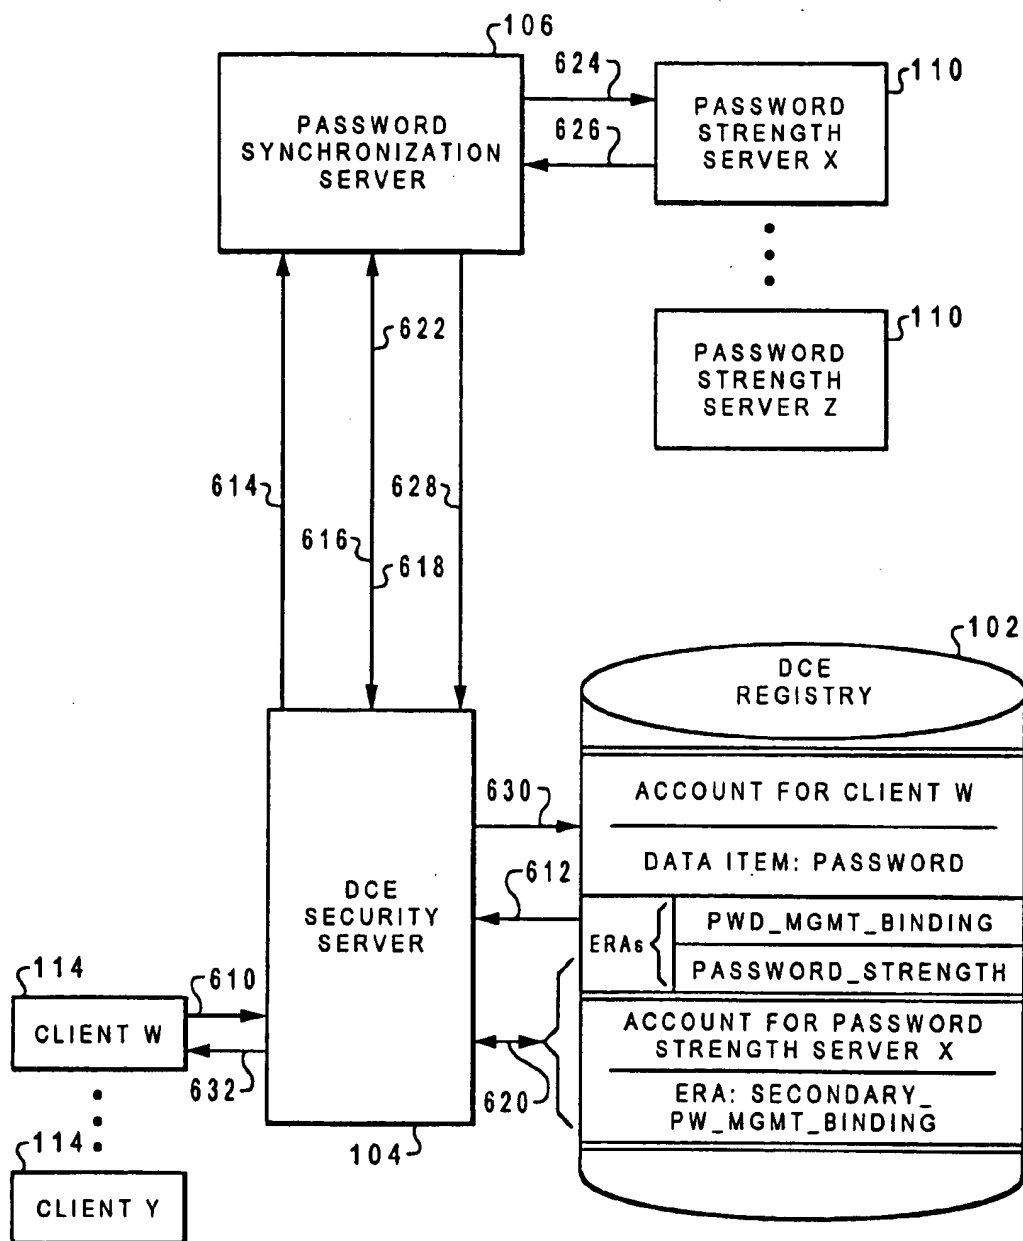 106
PASSWORD
SYNCHRONIZATION
SERVER
624
626
110
PASSWORD
STRENGTH
SERVER X
110
PASSWORD
STRENGTH
SERVER Z
622
614
628
616
618
102
DCE
REGISTRY
ACCOUNT FOR CLIENT W
DATA ITEM: PASSWORD
ERAs
PWD_MGMT_BINDING
PASSWORD_STRENGTH
ACCOUNT FOR PASSWORD
STRENGTH SERVER X
ERA: SECONDARY_
PW_MGMT_BINDING
630
612
620
DCE
SECURITY
SERVER
104
114
610
CLIENT W
632
114
CLIENT Y